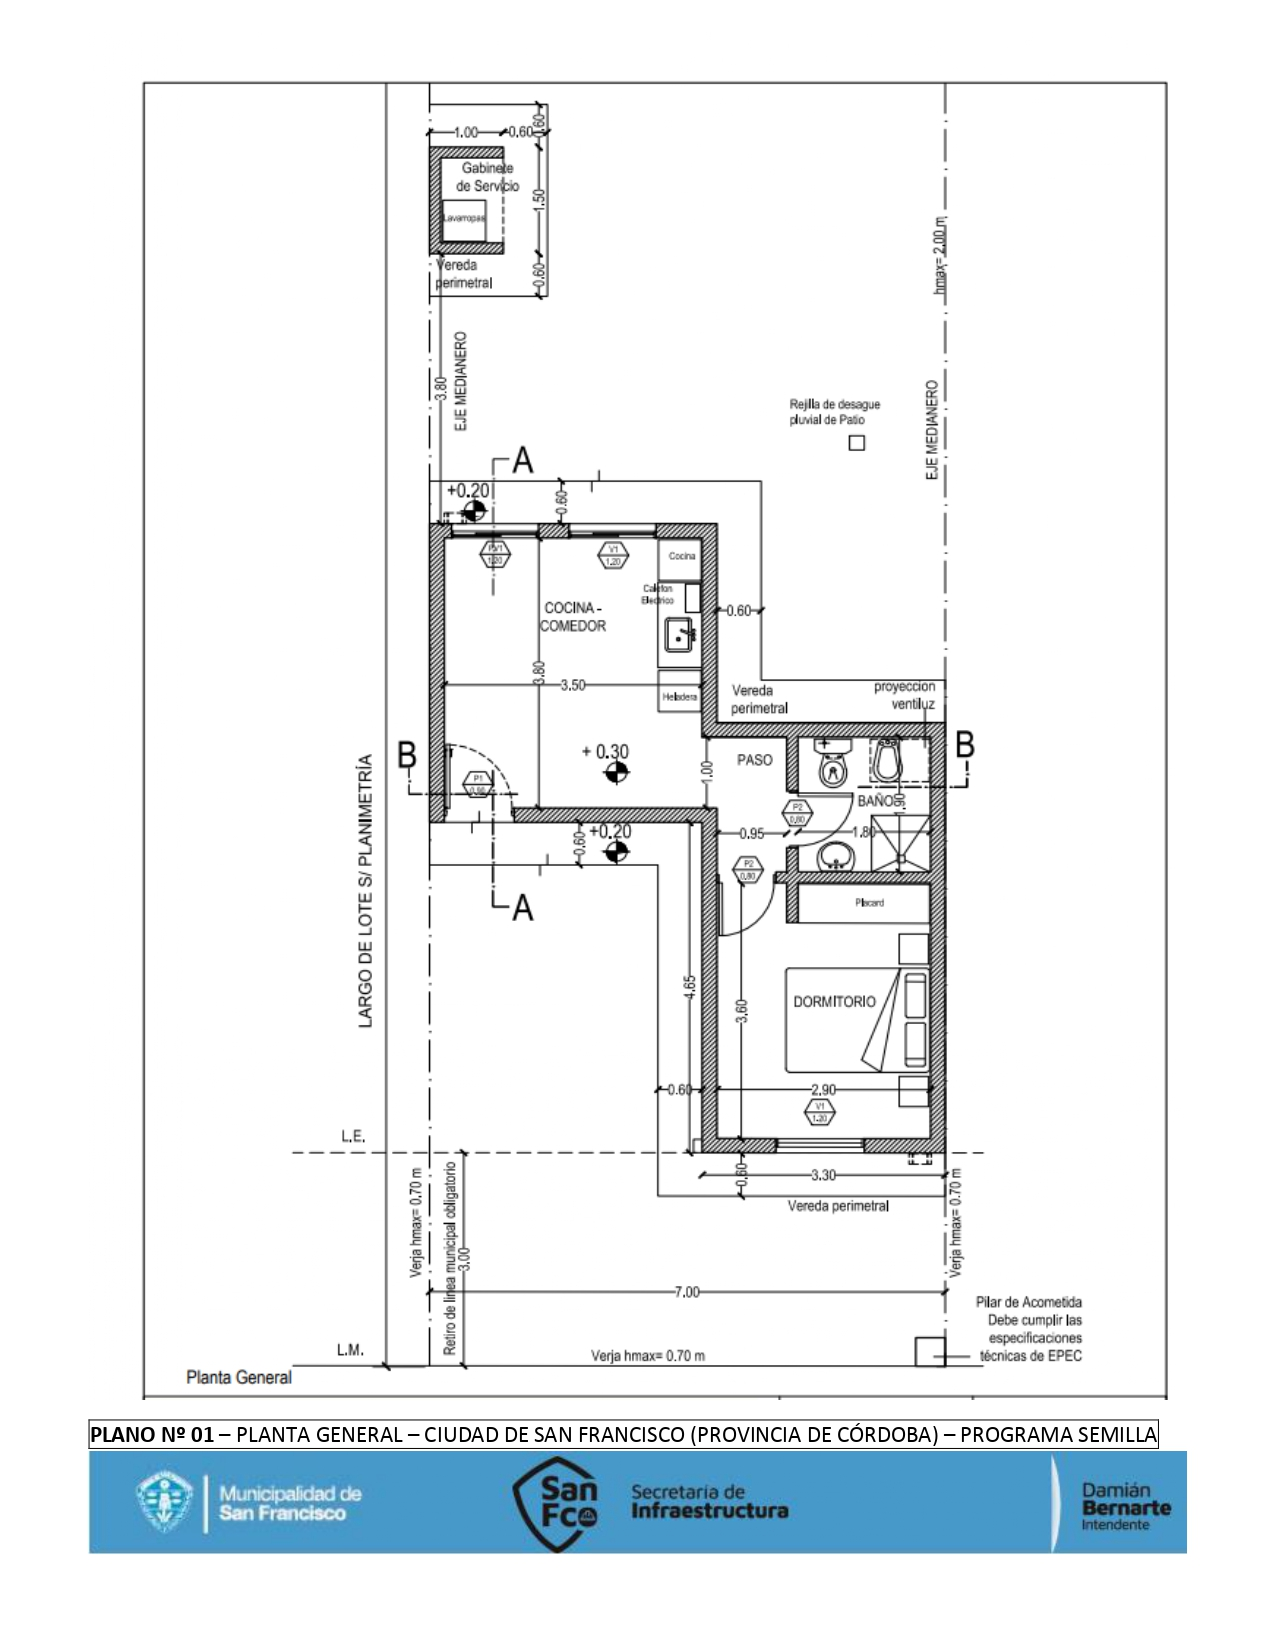 0.60
1.00
0.60
Gabinete
de Servicio
1.50
Lavarropas
Vereda
perimetral
0.60
hmax= 2.00 m
3.80
EJE MEDIANERO
EJE MEDIANERO
Rejilla de desague
pluvial de Patio
A
+0.20
0.60
PV1
1.20
V1
1.20
Cocina
Calefon
Electrico
COCINA -
COMEDOR
0.60
3.80
3.50
Heladera
Vereda
perimetral
proyeccion
ventiluz
B
+ 0.30
PASO
B
1.00
P1
0.90
BAÑO
P2
0.80
LARGO DE LOTE S/ PLANIMETRÍA
0.60
+0.20
0.95
1.80
P2
0.80
A
Placard
4.65
3.60
DORMITORIO
0.60
2.90
V1
1.20
L.E.
0.60
3.30
Vereda perimetral
Verja hmax= 0.70 m
Retiro de linea municipal obligatorio
3.00
Verja hmax= 0.70 m
7.00
Pilar de Acometida
Debe cumplir las
especificaciones
técnicas de EPEC
L.M.
Verja hmax= 0.70 m
Planta General
PLANO Nº 01 – PLANTA GENERAL – CIUDAD DE SAN FRANCISCO (PROVINCIA DE CÓRDOBA) – PROGRAMA SEMILLA
Municipalidad de
San Francisco
San
Fco
Secretaría de
Infraestructura
Damián
Bernarte
Intendente